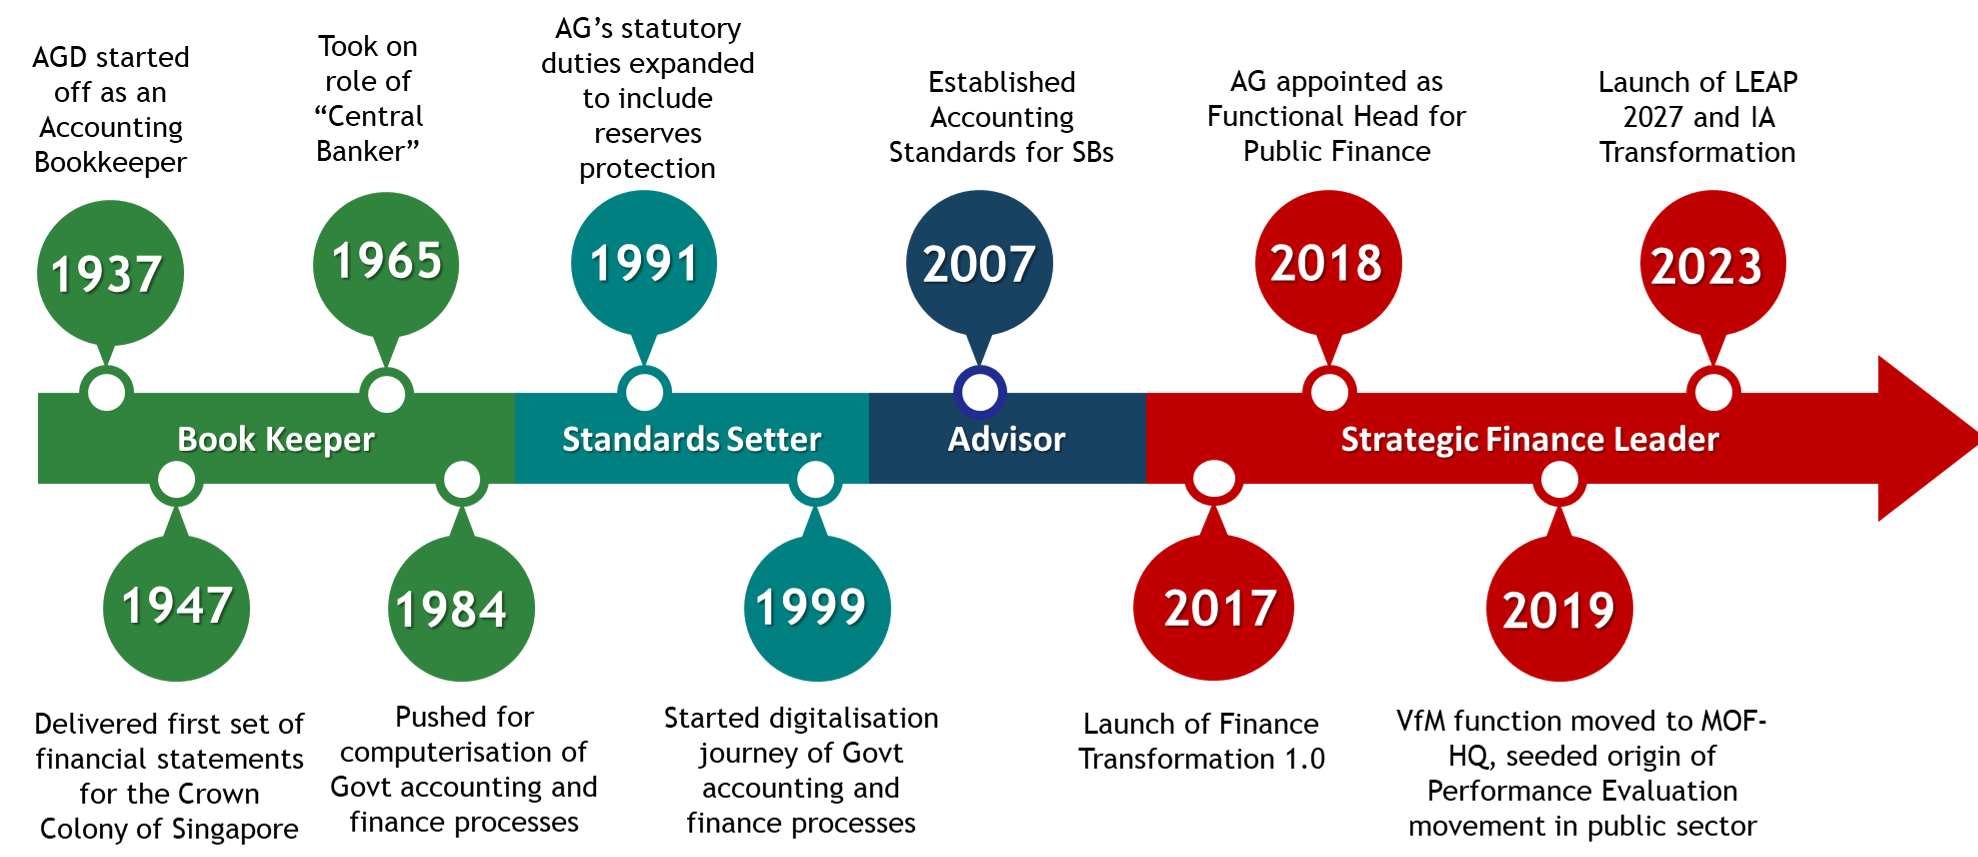 AGD started
off as an
Accounting
Bookkeeper
Took on
role of
“Central
Banker”
AG’s statutory
duties expanded
to include
reserves
protection
Established
Accounting
Standards for SBs
AG appointed as
Functional Head for
Public Finance
Launch of LEAP
2027 and IA
Transformation
1937
1965
1991
2007
2018
2023
Book Keeper
Standards Setter
Advisor
Strategic Finance Leader
1947
1984
1999
2017
2019
Delivered first set of
financial statements
for the Crown
Colony of Singapore
Pushed for
computerisation of
Govt accounting and
finance processes
Started digitalisation
journey of Govt
accounting and
finance processes
Launch of Finance
Transformation 1.0
VfM function moved to MOF-
HQ, seeded origin of
Performance Evaluation
movement in public sector